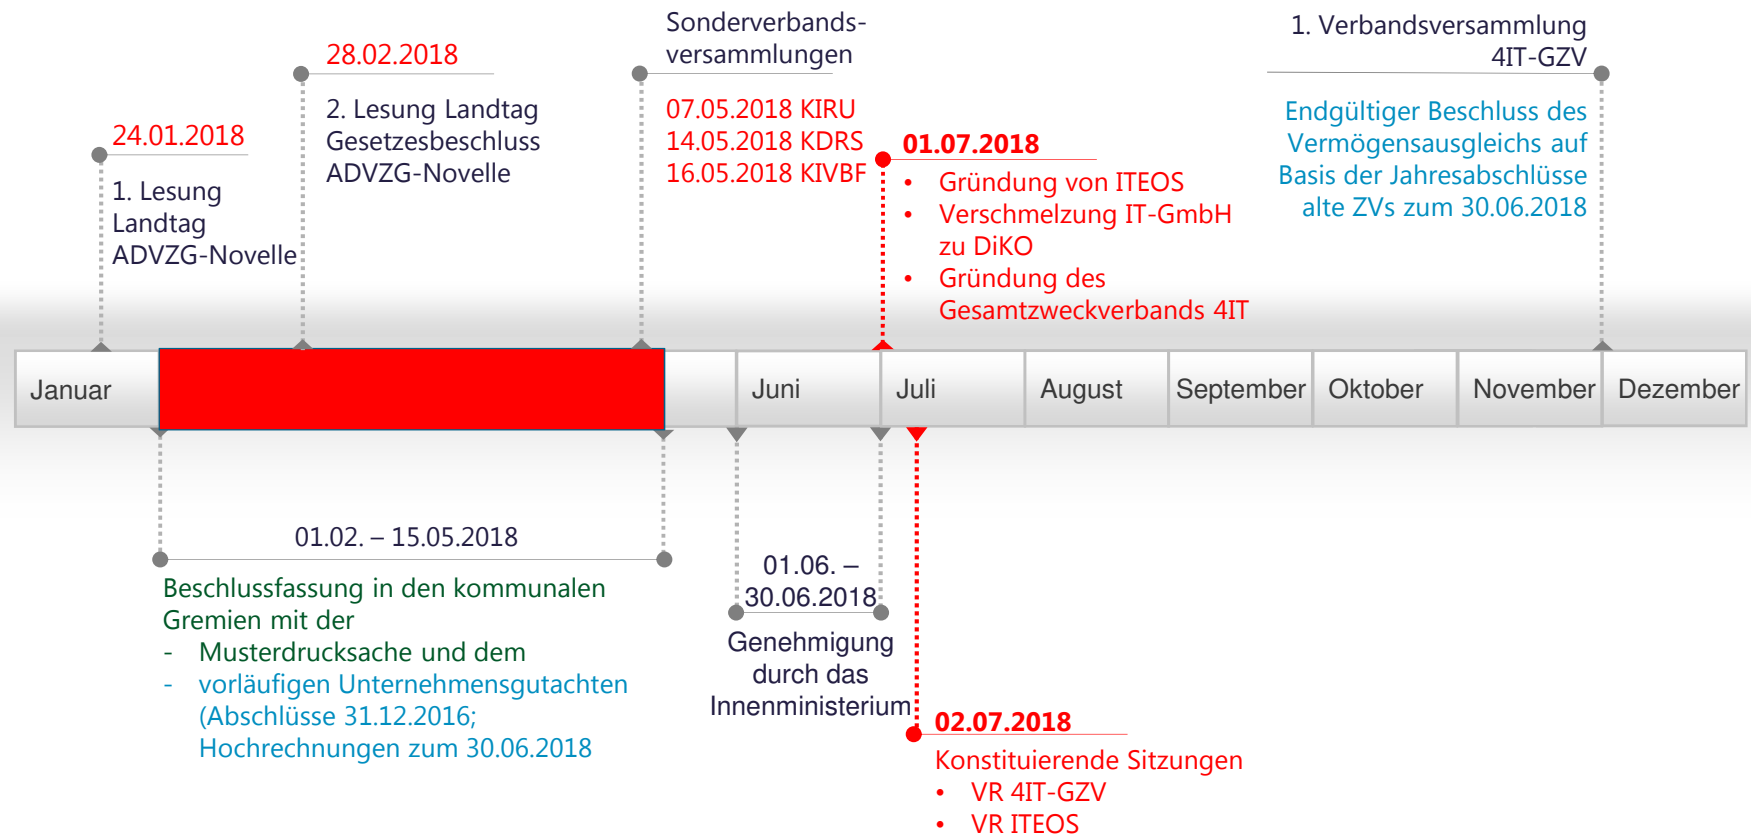 24.01.2018
1. Lesung
Landtag
ADVZG-Novelle
28.02.2018
2. Lesung Landtag
Gesetzesbeschluss
ADVZG-Novelle
Sonderverbands-
versammlungen
07.05.2018 KIRU
14.05.2018 KDRS
16.05.2018 KIVBF
01.07.2018
• Gründung von ITEOS
• Verschmelzung IT-GmbH
zu DiKO
• Gründung des
Gesamtzweckverbands 4IT
1. Verbandsversammlung
4IT-GZV
Endgültiger Beschluss des
Vermögensausgleichs auf
Basis der Jahresabschlüsse
alte ZVs zum 30.06.2018
Januar
Juni
Juli
August
September
Oktober
November
Dezember
01.02. – 15.05.2018
Beschlussfassung in den kommunalen
Gremien mit der
- Musterdrucksache und dem
- vorläufigen Unternehmensgutachten
(Abschlüsse 31.12.2016;
Hochrechnungen zum 30.06.2018
01.06. –
30.06.2018
Genehmigung
durch das
Innenministerium
02.07.2018
Konstituierende Sitzungen
• VR 4IT-GZV
• VR ITEOS